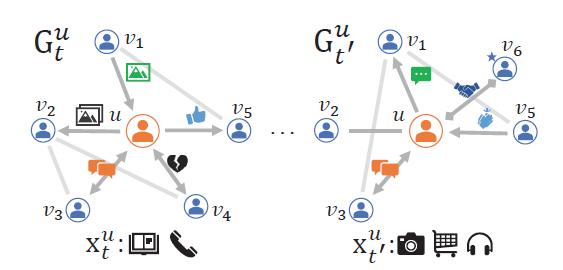 G_t^u
v_1
v_2
u
v_5
v_3
v_4
x_t^u:
...
G_{t'}^u
v_1
v_6
v_2
u
v_5
v_3
x_{t'}^u: